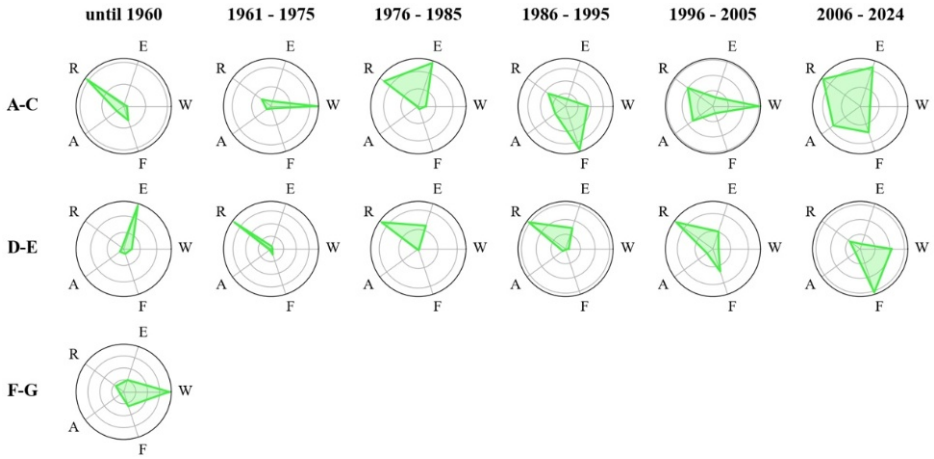 until 1960 1961 - 1975 1976 - 1985 1986 - 1995 1996 - 2005 2006 - 2024
E E E E E E
R R R R R R
A-C W W W W W W
A A A A A A
F F F F F F
E E E E E E
R R R R R R
D-E W W W W W W
A A A A A A
F F F F F F
E
R
F-G W
A
F